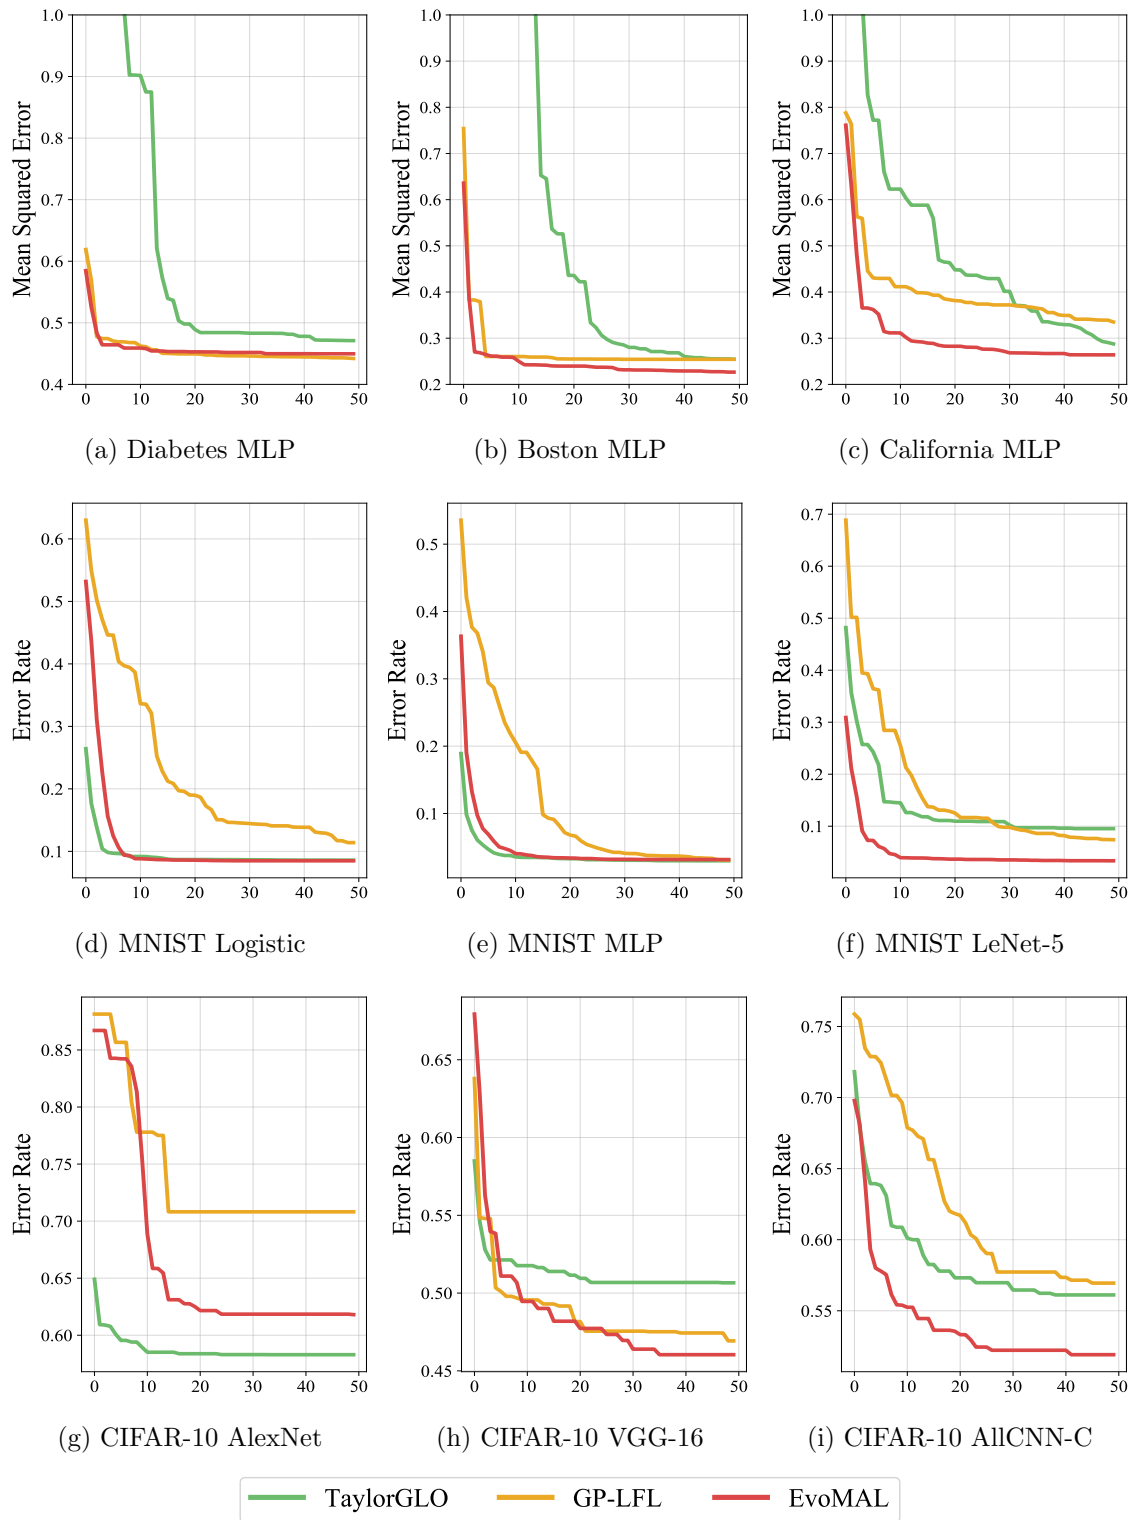 1.0
0.9
0.8
0.7
0.6
0.5
0.4
Mean Squared Error
0 10 20 30 40 50
(a) Diabetes MLP
1.0
0.9
0.8
0.7
0.6
0.5
0.4
0.3
0.2
Mean Squared Error
0 10 20 30 40 50
(b) Boston MLP
1.0
0.9
0.8
0.7
0.6
0.5
0.4
0.3
0.2
Mean Squared Error
0 10 20 30 40 50
(c) California MLP
0.6
0.5
0.4
0.3
0.2
0.1
Error Rate
0 10 20 30 40 50
(d) MNIST Logistic
0.5
0.4
0.3
0.2
0.1
Error Rate
0 10 20 30 40 50
(e) MNIST MLP
0.7
0.6
0.5
0.4
0.3
0.2
0.1
Error Rate
0 10 20 30 40 50
(f) MNIST LeNet-5
0.85
0.80
0.75
0.70
0.65
0.60
Error Rate
0 10 20 30 40 50
(g) CIFAR-10 AlexNet
0.65
0.60
0.55
0.50
0.45
Error Rate
0 10 20 30 40 50
(h) CIFAR-10 VGG-16
0.75
0.70
0.65
0.60
0.55
Error Rate
0 10 20 30 40 50
(i) CIFAR-10 AllCNN-C
TaylorGLO GP-LFL EvoMAL